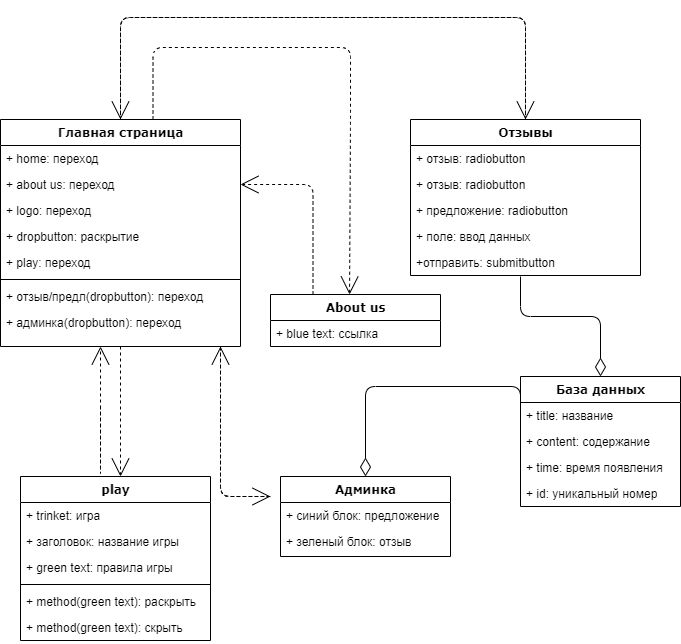 Главная страница
+ home: переход
+ about us: переход
+ logo: переход
+ dropbutton: раскрытие
+ play: переход
+ отзыв/предл(dropbutton): переход
+ админка(dropbutton): переход
Отзывы
+ отзыв: radiobutton
+ отзыв: radiobutton
+ предложение: radiobutton
+ поле: ввод данных
+отправить: submitbutton
About us
+ blue text: ссылка
База данных
+ title: название
+ content: содержание
+ time: время появления
+ id: уникальный номер
play
+ trinket: игра
+ заголовок: название игры
+ green text: правила игры
+ method(green text): раскрыть
+ method(green text): скрыть
Админка
+ синий блок: предложение
+ зеленый блок: отзыв